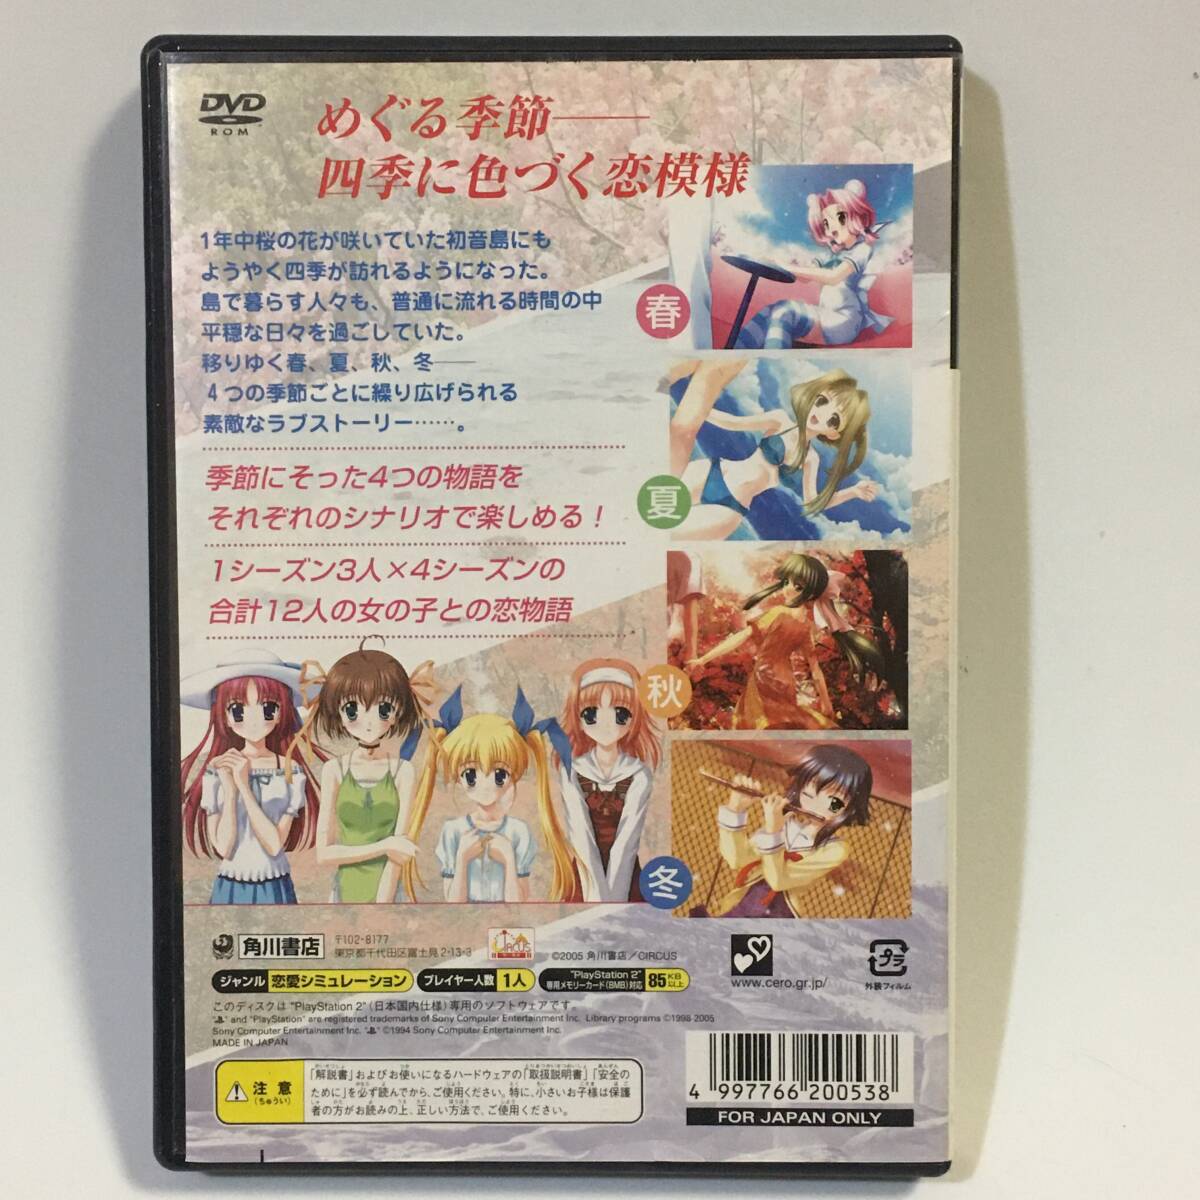 DVD
ROM
めぐる季節――
四季に色づく恋模様
1年中桜の花が咲いていた初音島にも
ようやく四季が訪れるようになった。
島で暮らす人々も、普通に流れる時間の中
平穏な日々を過ごしていた。
移りゆく春、夏、秋、冬――
4つの季節ごとに繰り広げられる
素敵なラブストーリー……。
季節にそった4つの物語を
それぞれのシナリオで楽しめる！
1シーズン3人×4シーズンの
合計12人の女の子との恋物語
春
夏
秋
冬
角川書店
〒102-8177
東京都千代田区富士見2-13-3
CIRCUS
©2005 角川書店／CIRCUS
www.cero.gr.jp/
プラ
外装フィルム
ジャンル 恋愛シミュレーション
プレイヤー人数 1人
"PlayStation 2"
専用メモリーカード(8MB)対応
85KB以上
このディスクは "PlayStation 2" (日本国内仕様) 専用のソフトウェアです。
" " and "PlayStation" are registered trademarks of Sony Computer Entertainment Inc. Library programs ©1998-2005
Sony Computer Entertainment Inc. " " ©1994 Sony Computer Entertainment Inc.
MADE IN JAPAN
注意
(ちゅうい)
「解説書」およびお使いになるハードウェアの「取扱説明書」「安全の
ために」を必ず読んでから、ご使用ください。特に、小さいお子様は保護
者の方がお読みの上、正しい方法で、ご使用ください。
4 997766 200538
FOR JAPAN ONLY